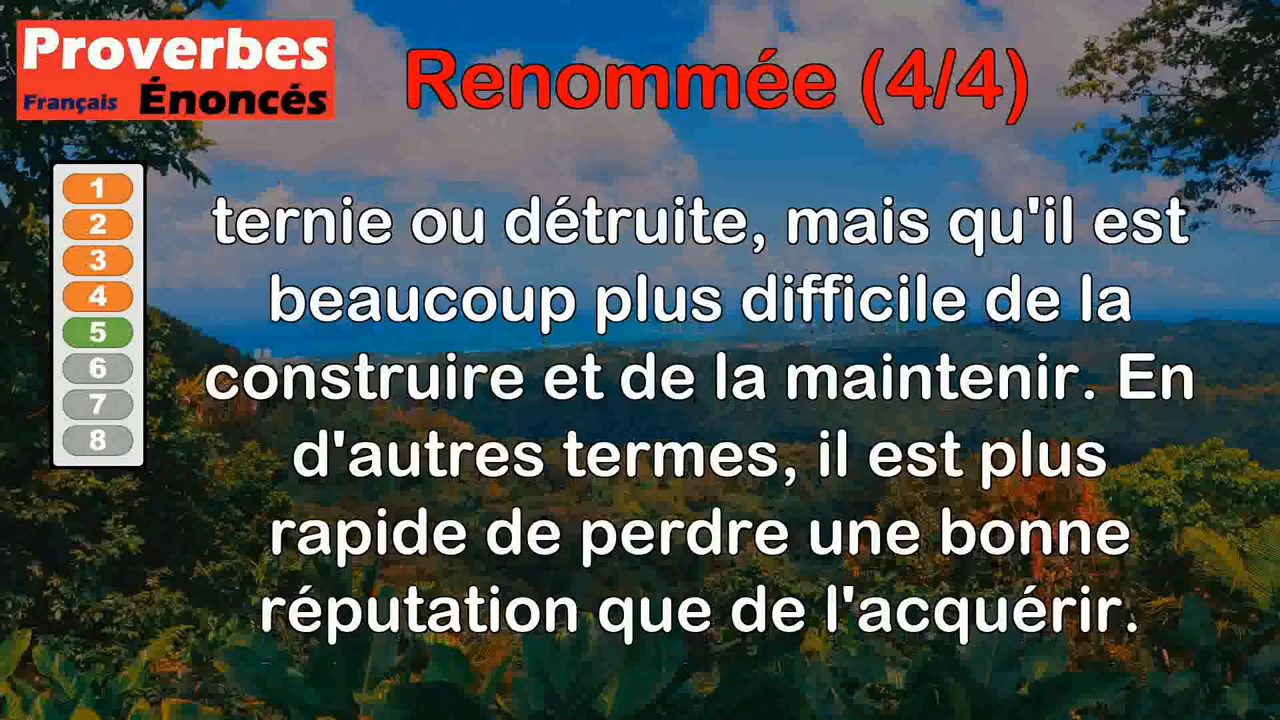 Proverbes
Français Énoncés
Renommée (4/4)
1
2
3
4
5
6
7
8
ternie ou détruite, mais qu'il est
beaucoup plus difficile de la
construire et de la maintenir. En
d'autres termes, il est plus
rapide de perdre une bonne
réputation que de l'acquérir.